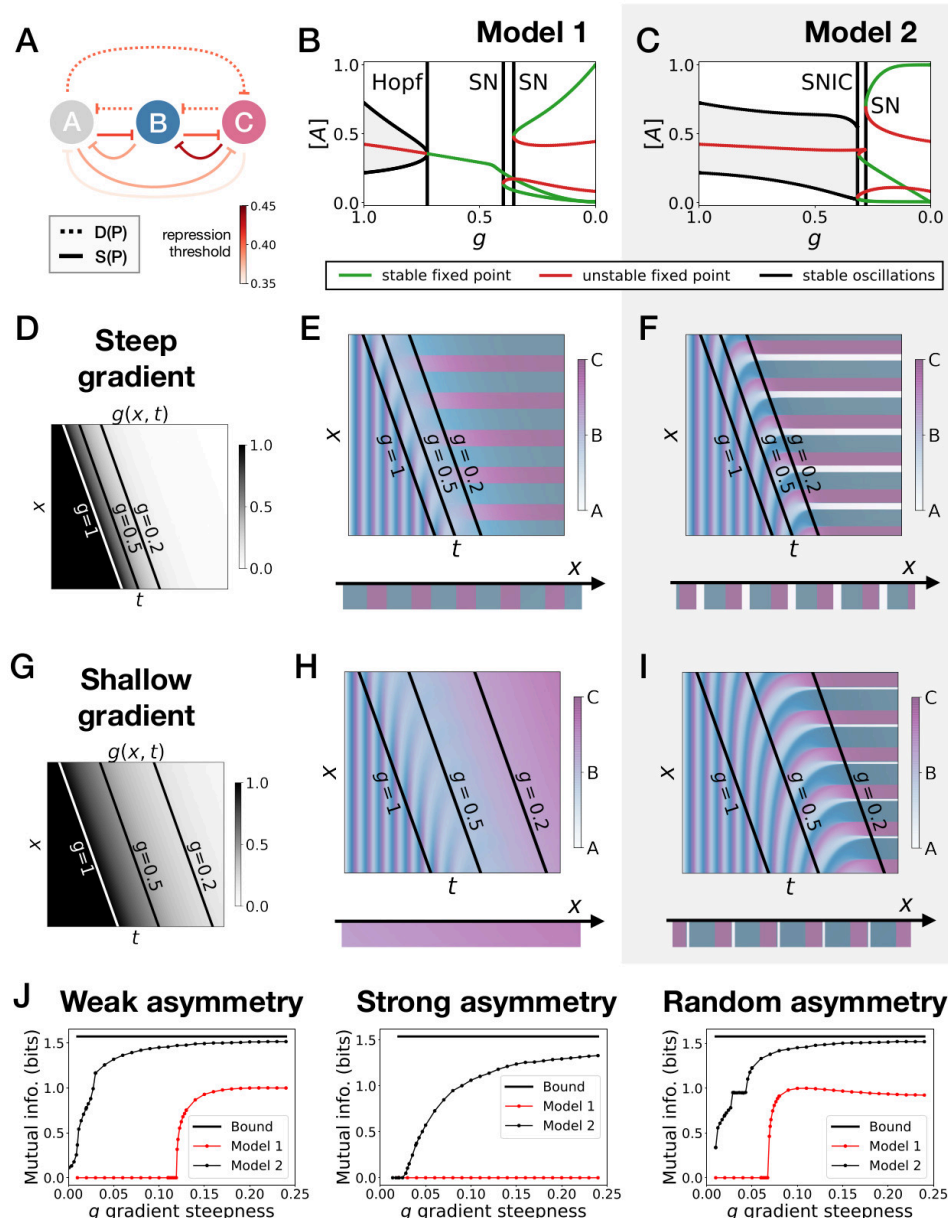 A
A
B
C
D(P)
S(P)
repression
threshold
0.45
0.40
0.35
B
Model 1
[A]
1.0
0.5
0.0
Hopf
SN
SN
1.0
0.5
0.0
g
C
Model 2
[A]
1.0
0.5
0.0
SNIC
SN
1.0
0.5
0.0
g
stable fixed point
unstable fixed point
stable oscillations
D
Steep
gradient
g(x, t)
x
g=1
g=0.5
g=0.2
t
1.0
0.5
0.0
E
x
g = 1
g = 0.5
g = 0.2
t
C
B
A
x
F
x
g = 1
g = 0.5
g = 0.2
t
C
B
A
x
G
Shallow
gradient
g(x, t)
x
g=1
g=0.5
g=0.2
t
1.0
0.5
0.0
H
x
g = 1
g = 0.5
g = 0.2
t
C
B
A
x
I
x
g = 1
g = 0.5
g = 0.2
t
C
B
A
x
J
Weak asymmetry
Mutual info. (bits)
1.5
1.0
0.5
0.0
Bound
Model 1
Model 2
0.00 0.05 0.10 0.15 0.20 0.25
g gradient steepness
Strong asymmetry
Mutual info. (bits)
1.5
1.0
0.5
0.0
Bound
Model 1
Model 2
0.00 0.05 0.10 0.15 0.20 0.25
g gradient steepness
Random asymmetry
Mutual info. (bits)
1.5
1.0
0.5
0.0
Bound
Model 1
Model 2
0.00 0.05 0.10 0.15 0.20 0.25
g gradient steepness